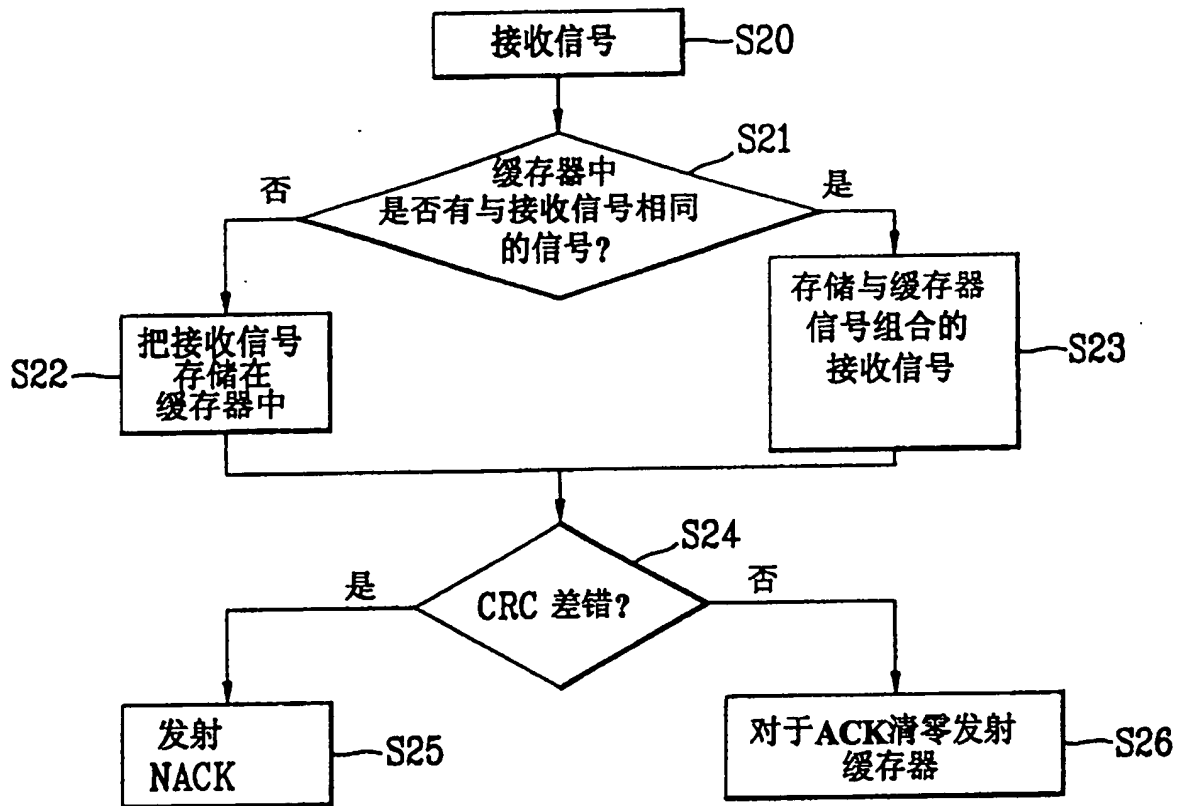 接收信号
S20
S21
缓存器中
是否有与接收信号相同
的信号?
否
是
把接收信号
存储在
缓存器中
S22
存储与缓存器
信号组合的
接收信号
S23
S24
CRC 差错?
是
否
发射
NACK
S25
对于ACK清零发射
缓存器
S26